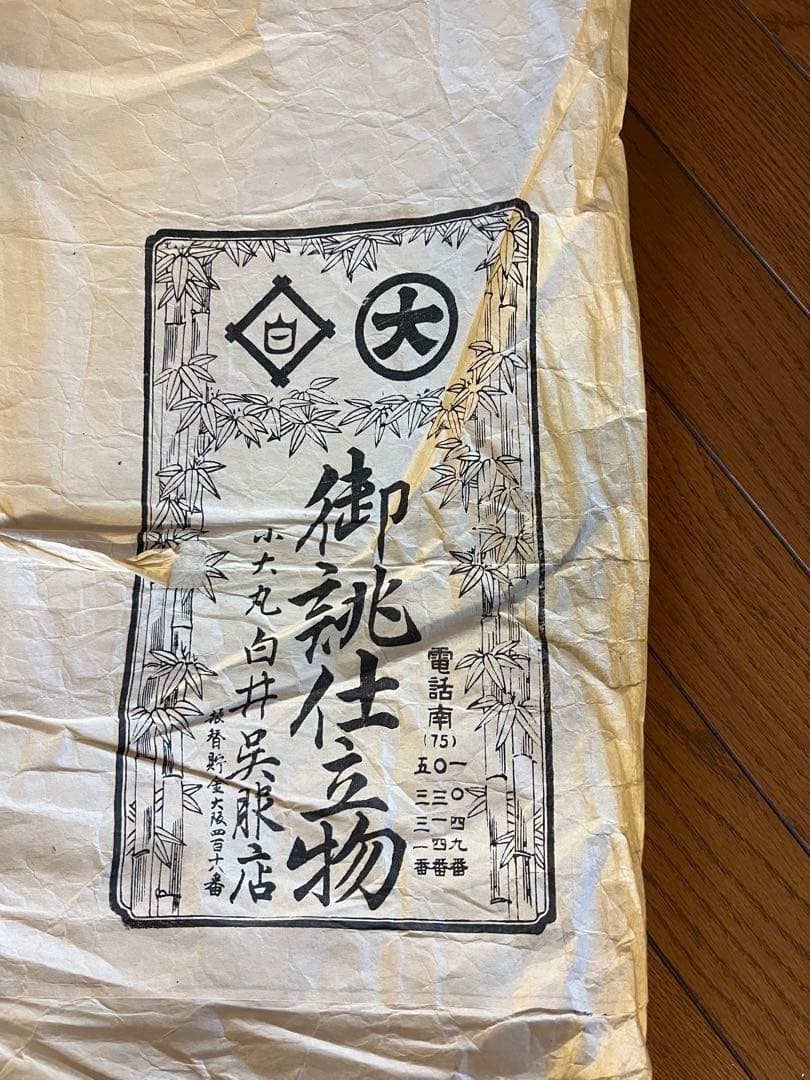 大
白
電話南(75)
一〇四九番
〇三一四番
五三三一番
御誂仕立物
小大丸白井呉服店
振替貯金大阪四百十八番